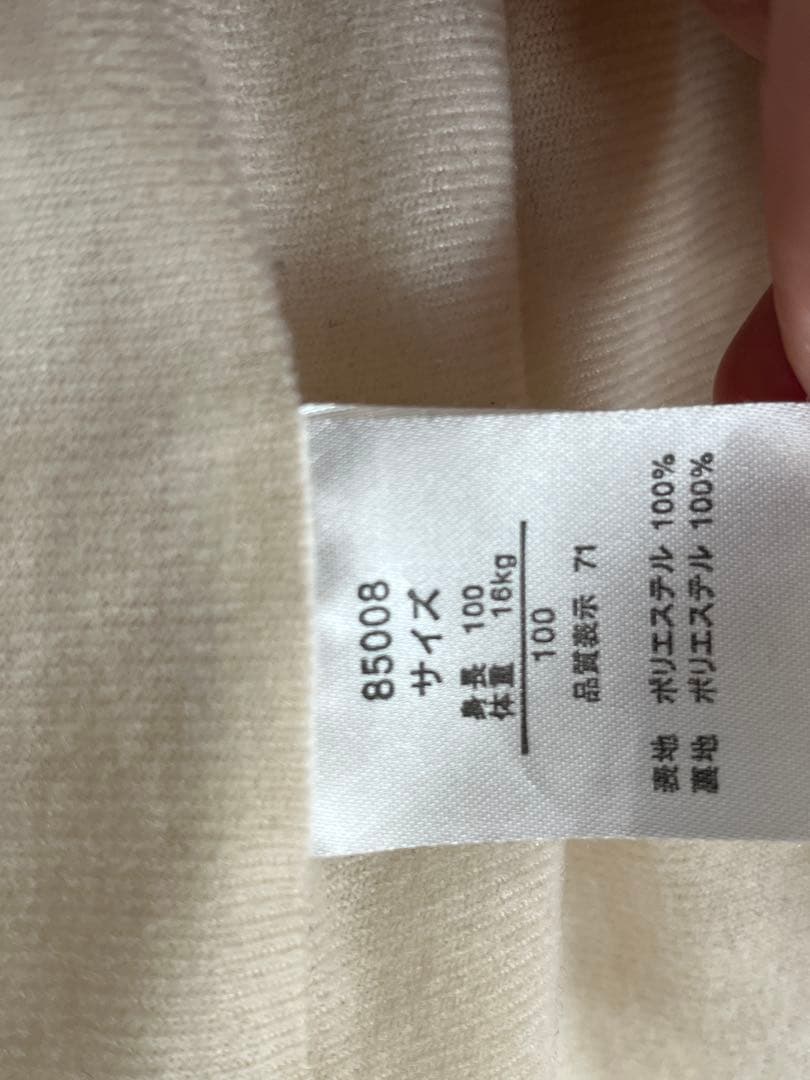 85008
サイズ
身長 100
体重 16kg
100
品質表示 71
表地 ポリエステル 100%
裏地 ポリエステル 100%